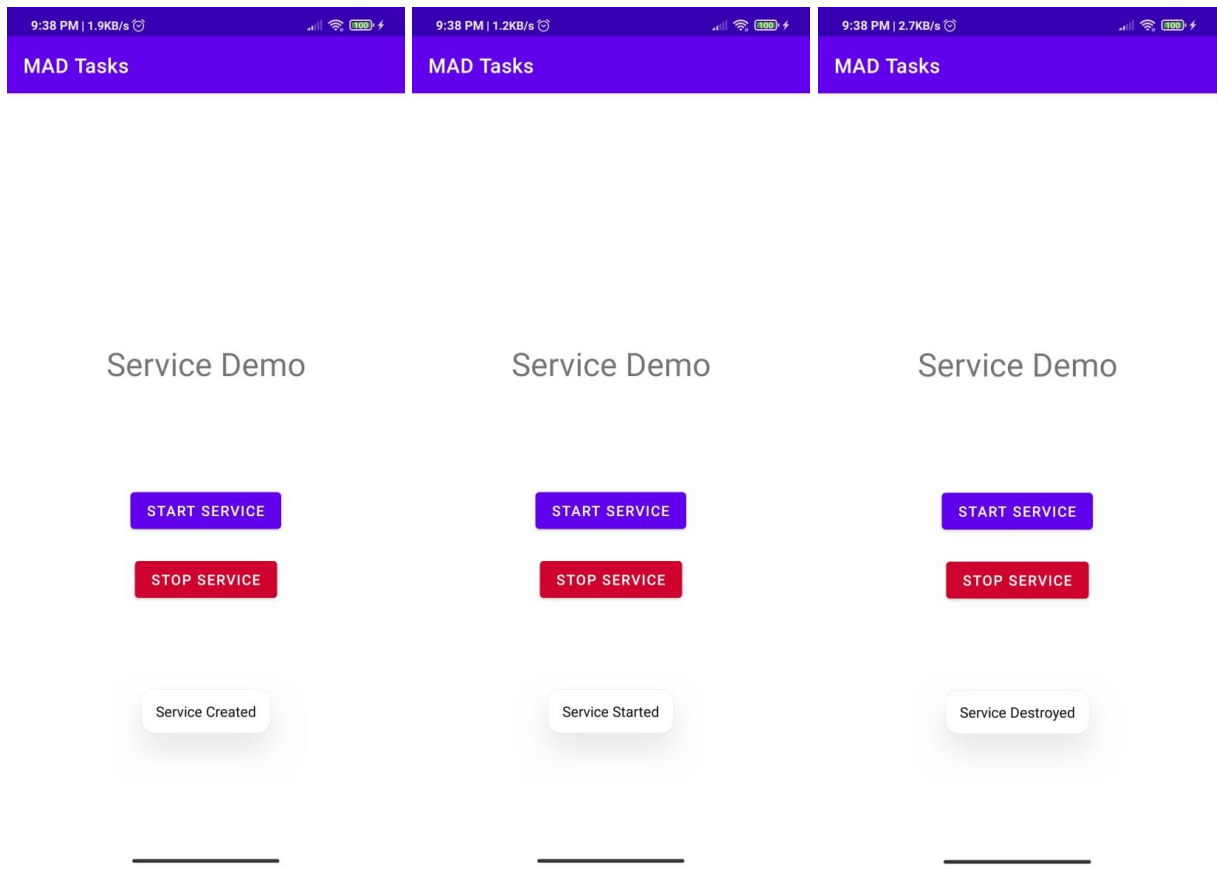 9:38 PM | 1.9KB/s
100
MAD Tasks
Service Demo
START SERVICE
STOP SERVICE
Service Created
9:38 PM | 1.2KB/s
100
MAD Tasks
Service Demo
START SERVICE
STOP SERVICE
Service Started
9:38 PM | 2.7KB/s
100
MAD Tasks
Service Demo
START SERVICE
STOP SERVICE
Service Destroyed